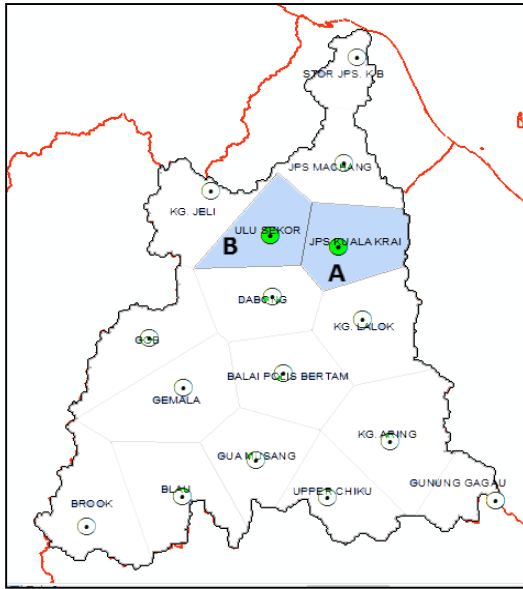 STOR JPS. K.B
JPS MACHANG
KG. JELI
ULU SEKOR
B
JPS KUALA KRAI
A
DABONG
KG. LALOK
GOB
BALAI POLIS BERTAM
GEMALA
KG. ARING
GUA MUSANG
GUNUNG GAGAU
BLAU
UPPER CHIKU
BROOK